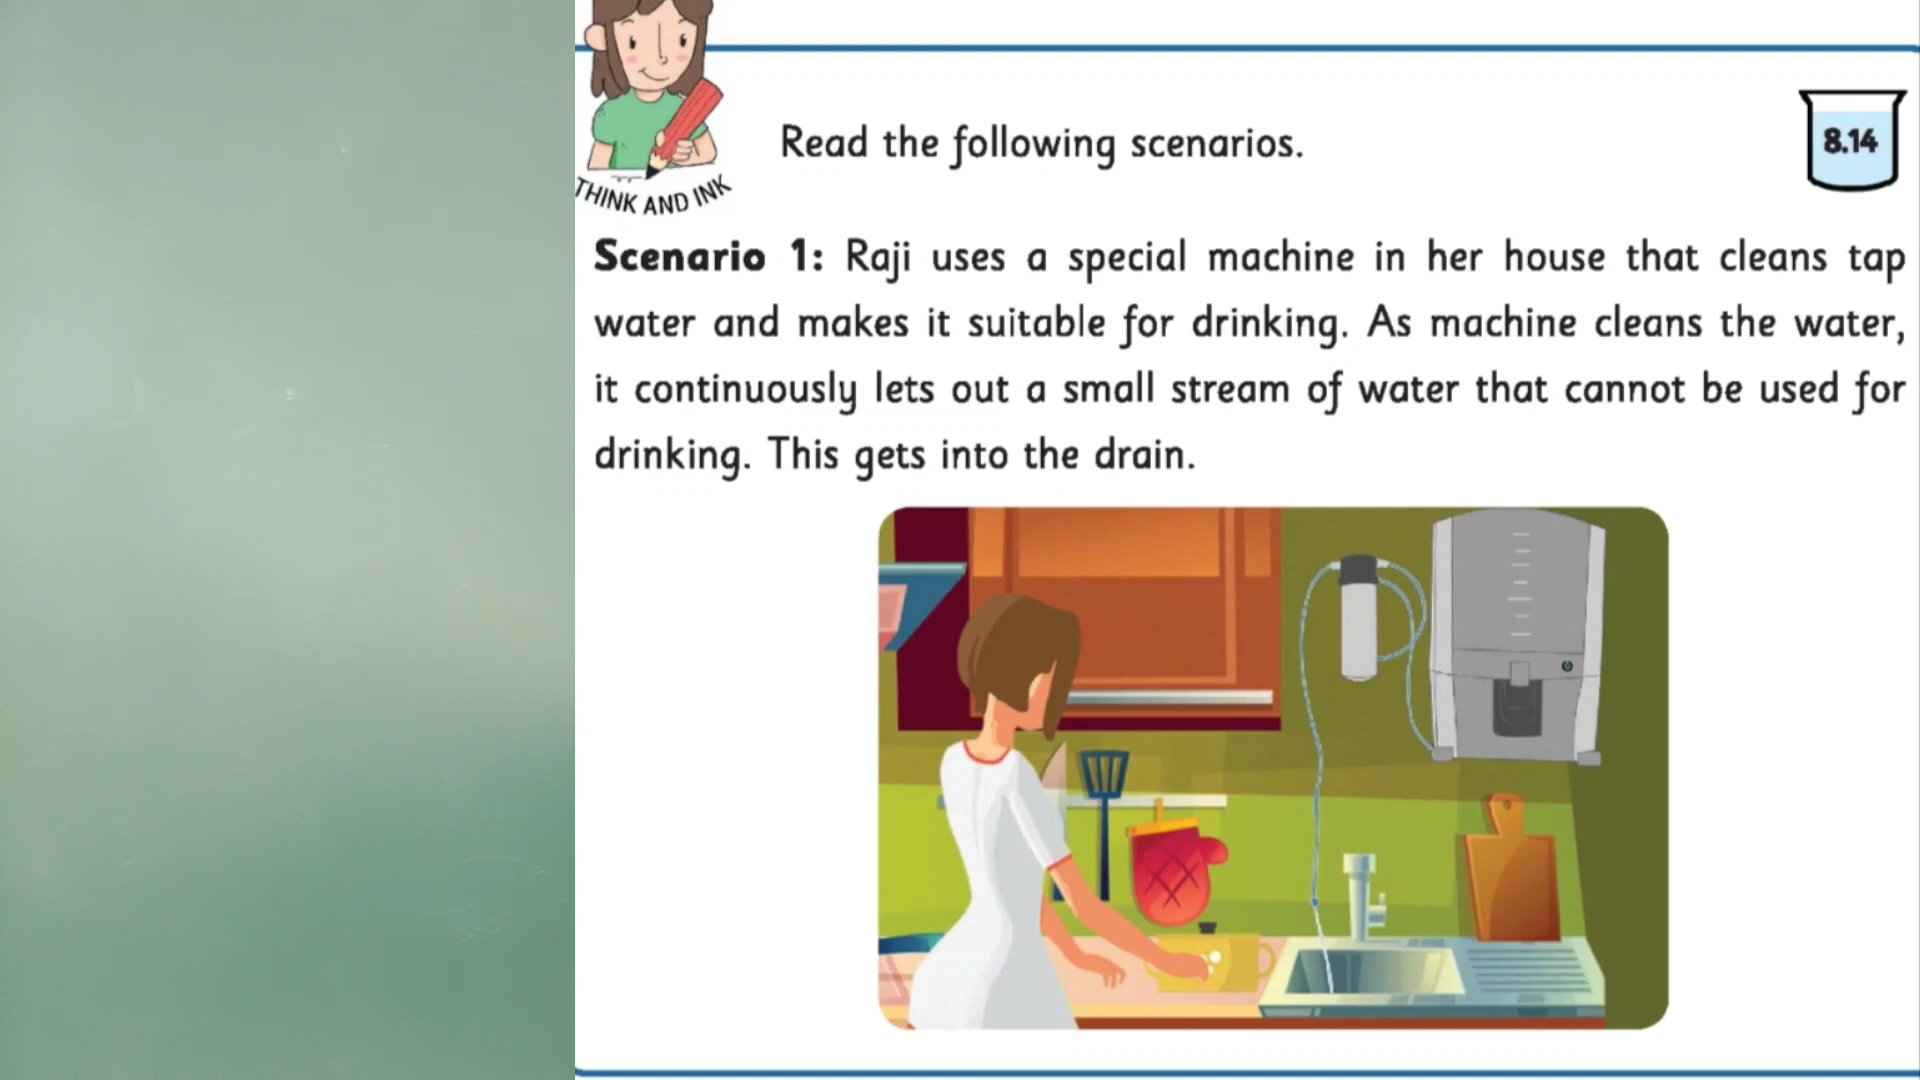 THINK AND INK
Read the following scenarios.
8.14
Scenario 1: Raji uses a special machine in her house that cleans tap
water and makes it suitable for drinking. As machine cleans the water,
it continuously lets out a small stream of water that cannot be used for
drinking. This gets into the drain.